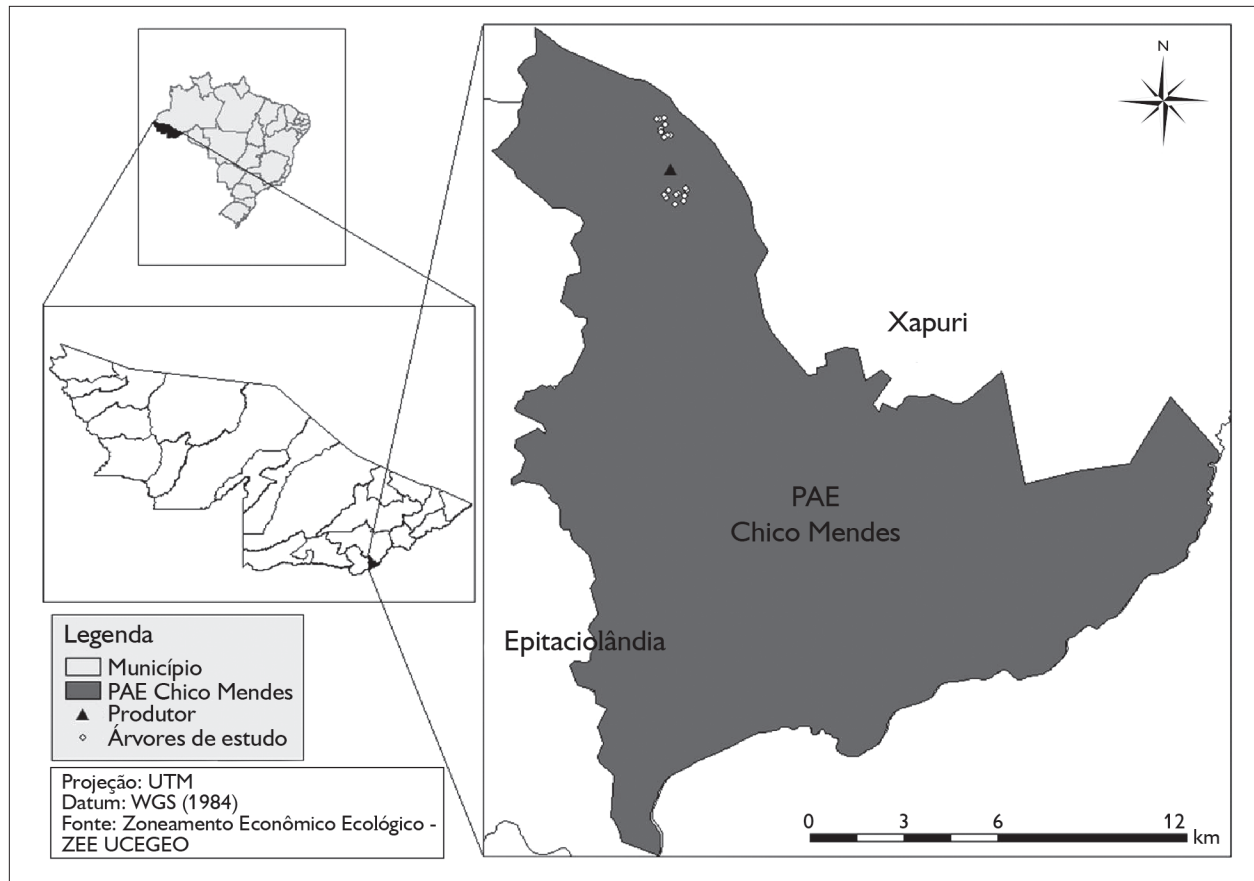 N
Xapuri
PAE
Chico Mendes
Epitaciolândia
Legenda
Município
PAE Chico Mendes
Produtor
Árvores de estudo
Projeção: UTM
Datum: WGS (1984)
Fonte: Zoneamento Econômico Ecológico -
ZEE UCEGEO
0 3 6 12
km